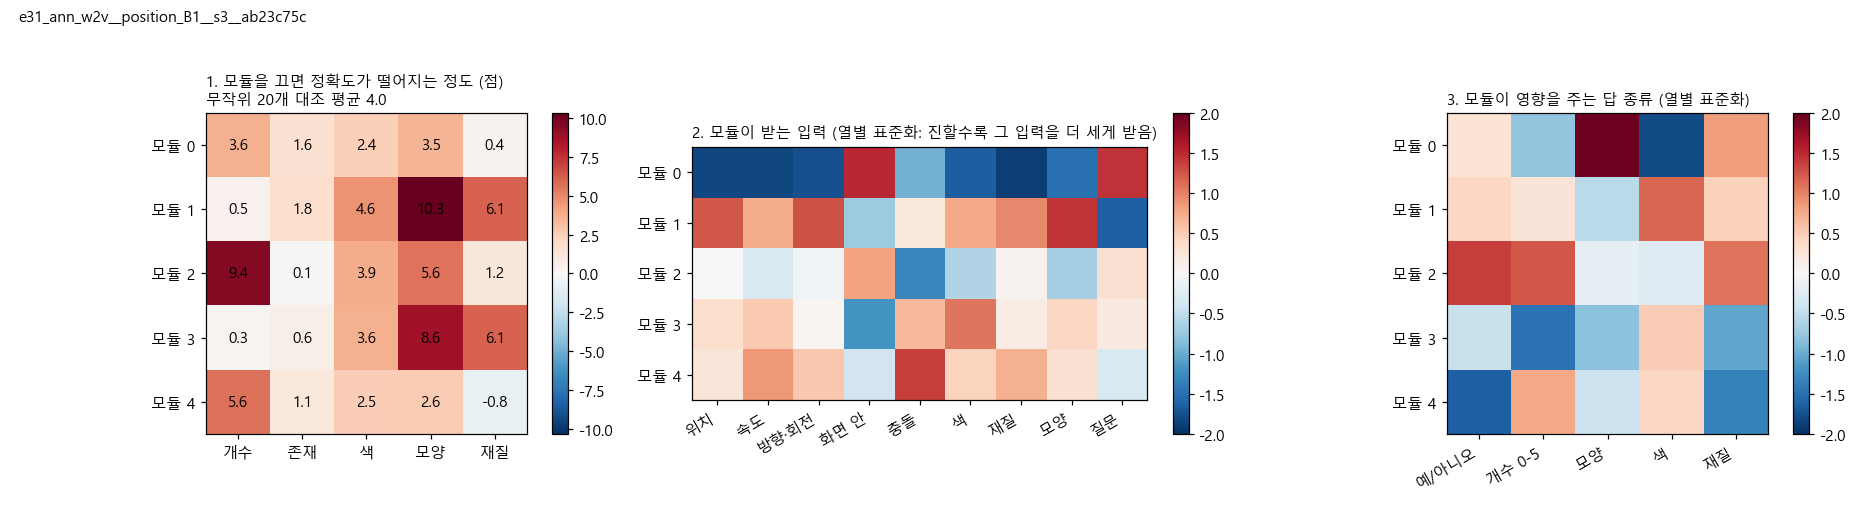 e31_ann_w2v__position_B1__s3__ab23c75c
1. 모듈을 끄면 정확도가 떨어지는 정도 (점)
무작위 20개 대조 평균 4.0
모듈 0 3.6 1.6 2.4 3.5 0.4
모듈 1 0.5 1.8 4.6 10.3 6.1
모듈 2 9.4 0.1 3.9 5.6 1.2
모듈 3 0.3 0.6 3.6 8.6 6.1
모듈 4 5.6 1.1 2.5 2.6 -0.8
개수 존재 색 모양 재질
10.0
7.5
5.0
2.5
0.0
-2.5
-5.0
-7.5
-10.0
2. 모듈이 받는 입력 (열별 표준화: 진할수록 그 입력을 더 세게 받음)
모듈 0
모듈 1
모듈 2
모듈 3
모듈 4
위치 속도 방향·회전 화면 안 충돌 색 재질 모양 질문
2.0
1.5
1.0
0.5
0.0
-0.5
-1.0
-1.5
-2.0
3. 모듈이 영향을 주는 답 종류 (열별 표준화)
모듈 0
모듈 1
모듈 2
모듈 3
모듈 4
예/아니오 개수 0-5 모양 색 재질
2.0
1.5
1.0
0.5
0.0
-0.5
-1.0
-1.5
-2.0